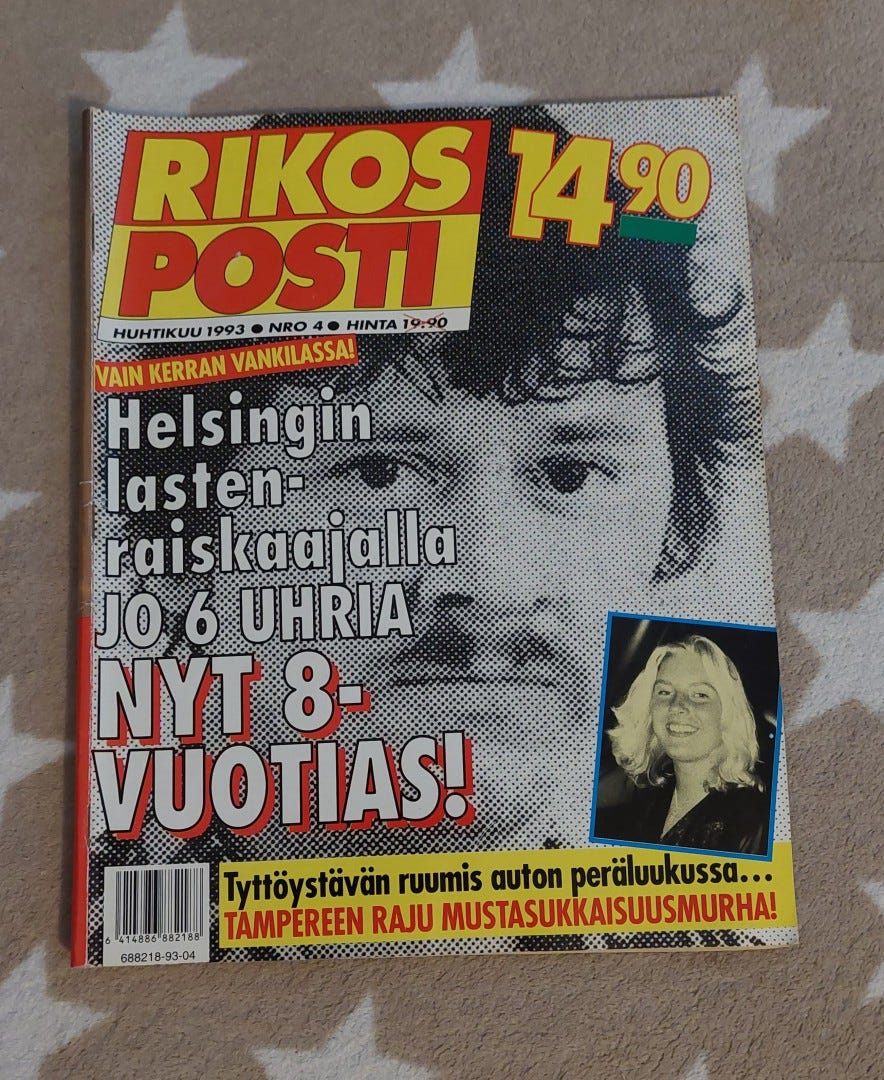 RIKOS
POSTI
14 90
HUHTIKUU 1993 ● NRO 4 ● HINTA 19:90
VAIN KERRAN VANKILASSA!
Helsingin
lasten-
raiskaajalla
JO 6 UHRIA
NYT 8-
VUOTIAS!
Tyttöystävän ruumis auton peräluukussa...
TAMPEREEN RAJU MUSTASUKKAISUUSMURHA!
6 414886 882188
688218-93-04